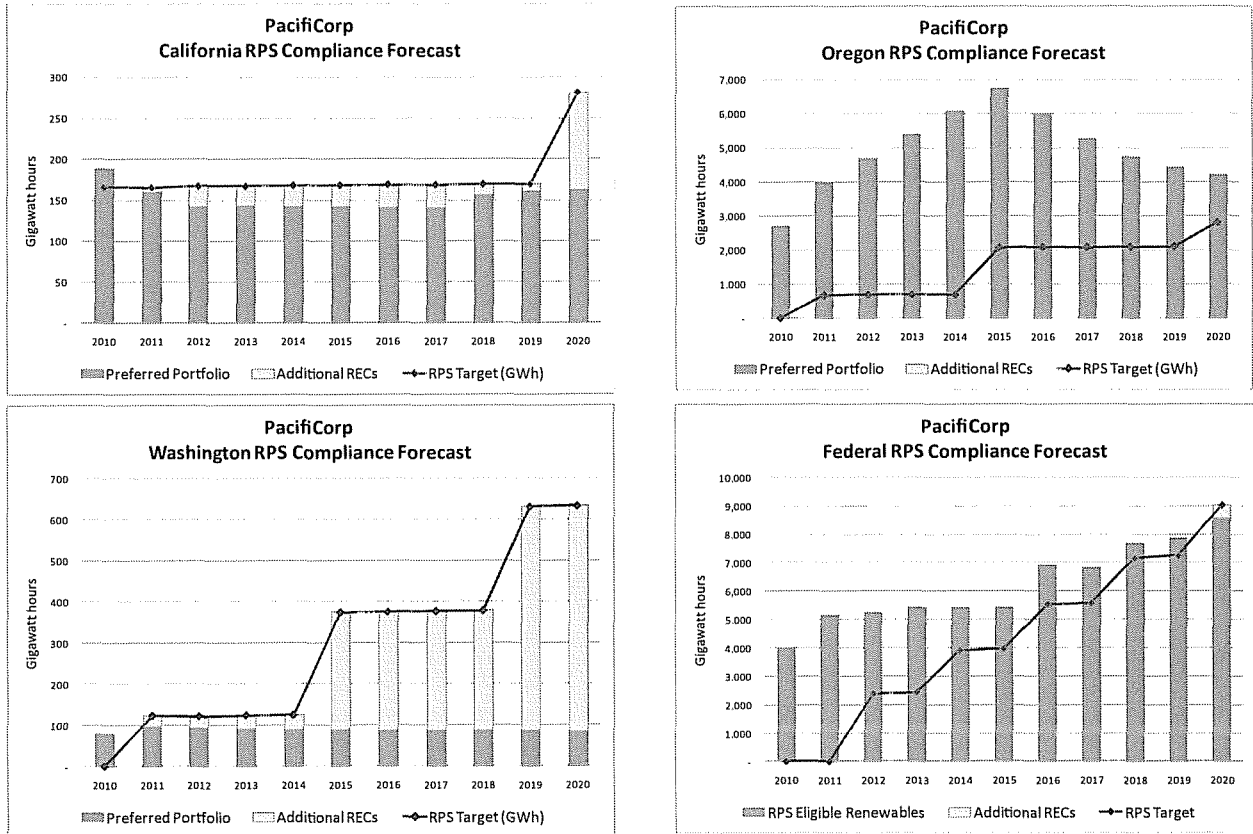 PacifiCorp
California RPS Compliance Forecast
Gigawatt hours
300
250
200
150
100
50
-
2010 2011 2012 2013 2014 2015 2016 2017 2018 2019 2020
Preferred Portfolio Additional RECs RPS Target (GWh)
PacifiCorp
Oregon RPS Compliance Forecast
Gigawatt hours
7,000
6,000
5,000
4,000
3,000
2,000
1,000
-
2010 2011 2012 2013 2014 2015 2016 2017 2018 2019 2020
Preferred Portfolio Additional RECs RPS Target (GWh)
PacifiCorp
Washington RPS Compliance Forecast
Gigawatt hours
700
600
500
400
300
200
100
-
2010 2011 2012 2013 2014 2015 2016 2017 2018 2019 2020
Preferred Portfolio Additional RECs RPS Target (GWh)
PacifiCorp
Federal RPS Compliance Forecast
Gigawatt hours
10,000
9,000
8,000
7,000
6,000
5,000
4,000
3,000
2,000
1,000
-
2010 2011 2012 2013 2014 2015 2016 2017 2018 2019 2020
RPS Eligible Renewables Additional RECs RPS Target